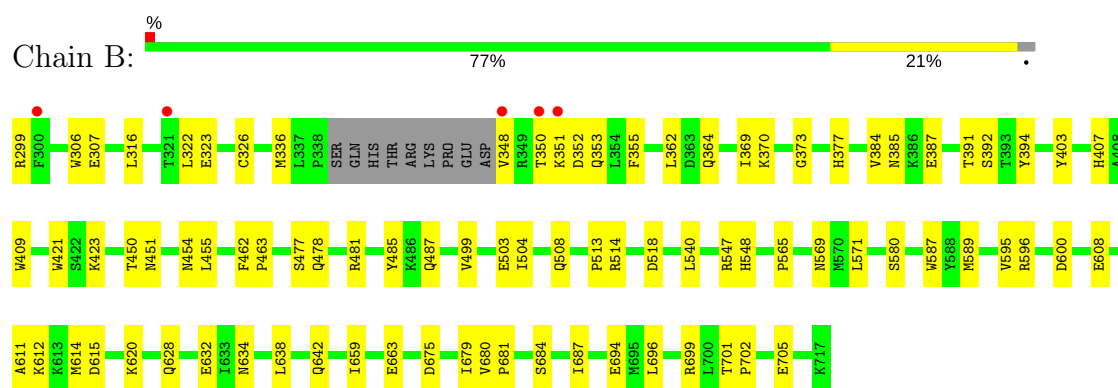 %
Chain B:
77% 21% •
R299 F300 W306 E307 L316 T321 L322 E323 C326 M336 L337 P338 SER GLN HIS THR ARG LYS PRO GLU ASP V348 R349 T350 K351 D352 Q353 L354 F355 L362 D363 Q364 I369 K370 G373 H377 V384 N385 K386 E387 T391 S392 T393 Y394 Y403 H407 A408
W409 W421 S422 K423 T450 N451 N454 L455 F462 P463 S477 Q478 R481 Y485 K486 Q487 V499 E503 I504 Q508 P513 R514 D518 L540 R547 H548 P565 N569 M570 L571 S580 W587 Y588 M589 V595 R596 D600 E608
A611 K612 K613 M614 D615 K620 Q628 E632 I633 N634 L638 Q642 I659 E663 D675 I679 V680 P681 S684 I687 E694 M695 L696 R699 L700 T701 P702 E705 K717